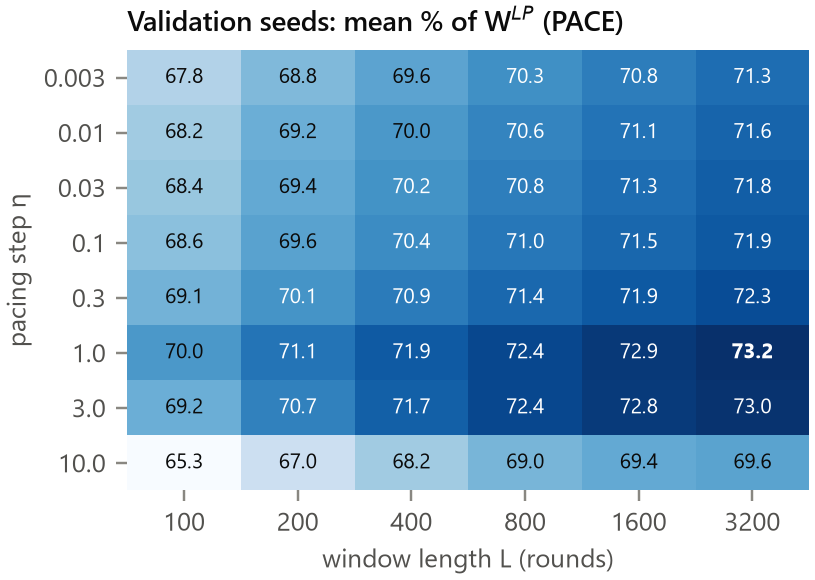 Validation seeds: mean % of W^LP (PACE)
pacing step η
0.003 67.8 68.8 69.6 70.3 70.8 71.3
0.01 68.2 69.2 70.0 70.6 71.1 71.6
0.03 68.4 69.4 70.2 70.8 71.3 71.8
0.1 68.6 69.6 70.4 71.0 71.5 71.9
0.3 69.1 70.1 70.9 71.4 71.9 72.3
1.0 70.0 71.1 71.9 72.4 72.9 73.2
3.0 69.2 70.7 71.7 72.4 72.8 73.0
10.0 65.3 67.0 68.2 69.0 69.4 69.6
100 200 400 800 1600 3200
window length L (rounds)